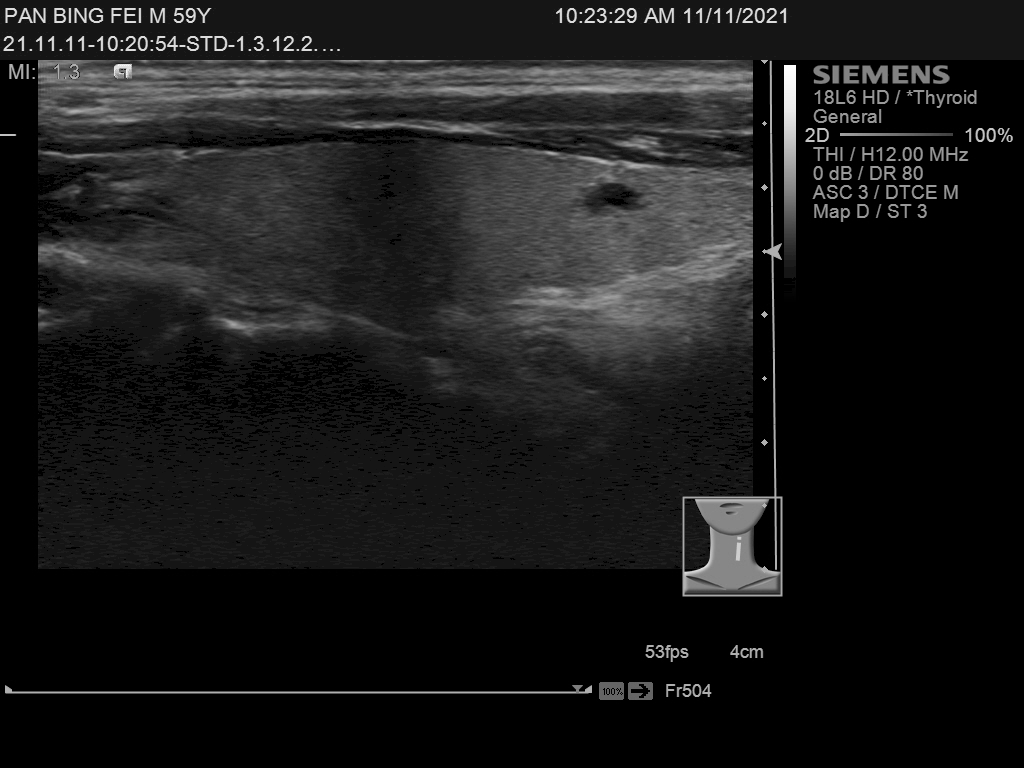 PAN BING FEI M 59Y
10:23:29 AM 11/11/2021
21.11.11-10:20:54-STD-1.3.12.2....
MI: 1.3
SIEMENS
18L6 HD / *Thyroid
General
2D 100%
THI / H12.00 MHz
0 dB / DR 80
ASC 3 / DTCE M
Map D / ST 3
53fps 4cm
100% Fr504